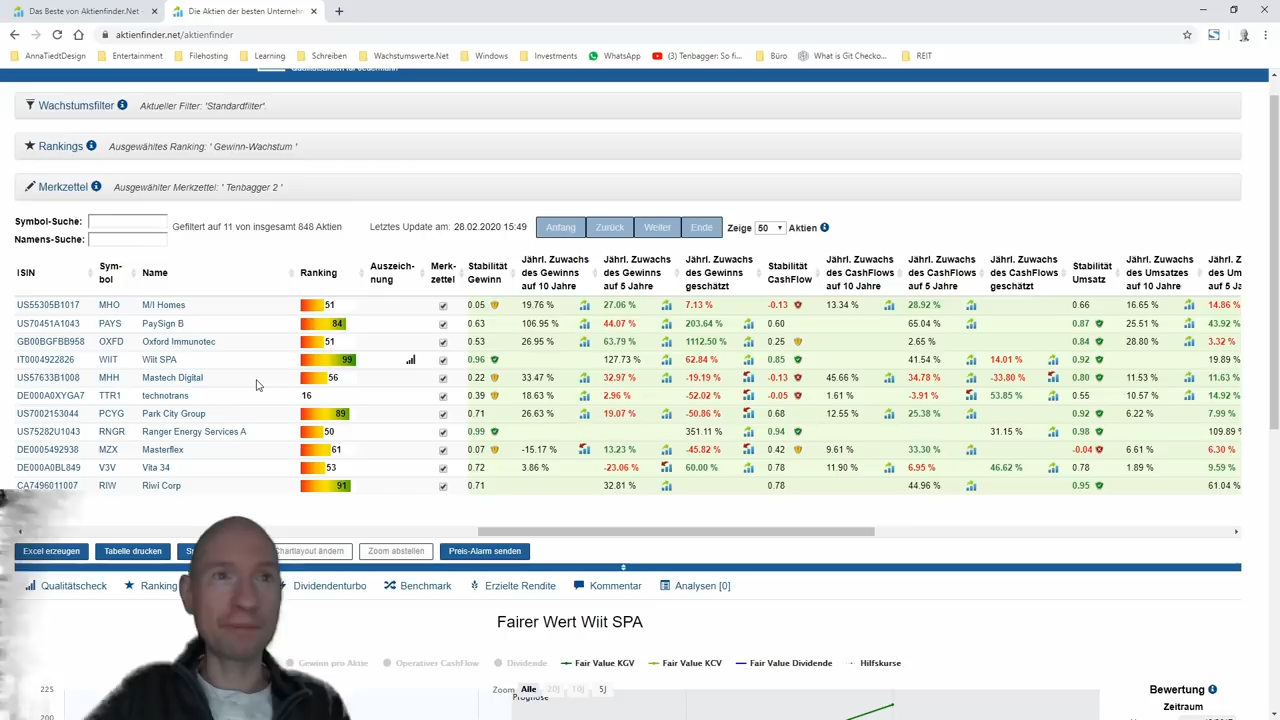 Das Beste von Aktienfinder.Net
Die Aktien der besten Unterneh
aktienfinder.net/aktienfinder
AnnaTiedtDesign Entertainment Filehosting Learning Schreiben Wachstumswerte.Net Windows Investments WhatsApp (3) Tenbagger: So fi... Büro What is Git Checko... REIT
Wachstumsfilter Aktueller Filter: 'Standardfilter'.
Rankings Ausgewähltes Ranking: ' Gewinn-Wachstum '
Merkzettel Ausgewählter Merkzettel: ' Tenbagger 2 '
Symbol-Suche:
Namens-Suche:
Gefiltert auf 11 von insgesamt 848 Aktien Letztes Update am: 28.02.2020 15:49 Anfang Zurück Weiter Ende Zeige 50 Aktien
ISIN Sym-bol Name Ranking Auszeich-nung Merk-zettel Stabilität Gewinn Jährl. Zuwachs des Gewinns auf 10 Jahre Jährl. Zuwachs des Gewinns auf 5 Jahre Jährl. Zuwachs des Gewinns geschätzt Stabilität CashFlow Jährl. Zuwachs des CashFlows auf 10 Jahre Jährl. Zuwachs des CashFlows auf 5 Jahre Jährl. Zuwachs des CashFlows geschätzt Stabilität Umsatz Jährl. Zuwachs des Umsatzes auf 10 Jahre Jährl. Z des Um auf 5 Ja
US55305B1017 MHO M/I Homes 51 0.05 19.76 % 27.06 % 7.13 % -0.13 13.34 % 28.92 % 0.66 16.65 % 14.86 %
US70451A1043 PAYS PaySign B 84 0.63 106.95 % 44.07 % 203.64 % 0.60 65.04 % 0.87 25.51 % 43.92 %
GB00BGFBB958 OXFD Oxford Immunotec 51 0.53 26.95 % 63.79 % 1112.50 % 0.25 2.65 % 0.84 28.80 % 3.32 %
IT0004922826 WIIT Wiit SPA 99 0.96 127.73 % 62.84 % 0.85 41.54 % 14.01 % 0.92 19.89 %
US57633B1008 MHH Mastech Digital 56 0.22 33.47 % 32.97 % -19.19 % -0.13 45.66 % 34.78 % -33.80 % 0.80 11.53 % 11.63 %
DE000A0XYGA7 TTR1 technotrans 16 0.39 18.63 % 2.96 % -52.02 % -0.05 1.61 % -3.91 % 53.85 % 0.55 10.57 % 14.92 %
US7002153044 PCYG Park City Group 89 0.71 26.63 % 19.07 % -50.86 % 0.68 12.55 % 25.38 % 0.92 6.22 % 7.99 %
US75282U1043 RNGR Ranger Energy Services A 50 0.99 351.11 % 0.94 31.15 % 0.98 109.89
DE0005492938 MZX Masterflex 61 0.07 -15.17 % 13.23 % -45.82 % 0.42 9.61 % 33.30 % -0.04 6.61 % 6.30 %
DE000A0BL849 V3V Vita 34 53 0.72 3.86 % -23.06 % 60.00 % 0.78 11.90 % 6.95 % 46.62 % 0.78 1.89 % 9.59 %
CA7496011007 RIW Riwi Corp 91 0.71 32.81 % 0.78 44.96 % 0.95 61.04 %
Excel erzeugen Tabelle drucken Chartlayout ändern Zoom abstellen Preis-Alarm senden
Qualitätscheck Ranking Dividendenturbo Benchmark Erzielte Rendite Kommentar Analysen [0]
Fairer Wert Wiit SPA
Gewinn pro Aktie Operativer CashFlow Dividende Fair Value KGV Fair Value KCV Fair Value Dividende Hilfskurse
225 Zoom Alle 20J 10J 5J Bewertung
Prognose
Zeitraum
200